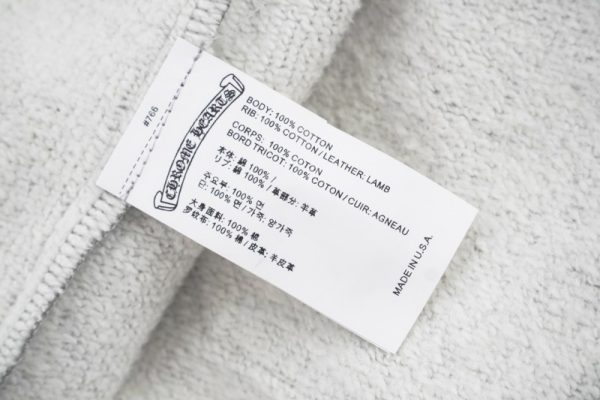 #766
CHROME HEARTS
BODY: 100% COTTON
RIB: 100% COTTON / LEATHER: LAMB
CORPS: 100% COTON
BORD TRICOT: 100% COTON / CUIR: AGNEAU
本体: 綿 100% /
リブ: 綿 100% / 革部分: 羊革
주요부: 100% 면
단: 100% 면 / 가죽: 양가죽
大身面料: 100% 棉
罗纹布: 100% 棉 / 皮革: 羊皮革
MADE IN U.S.A.